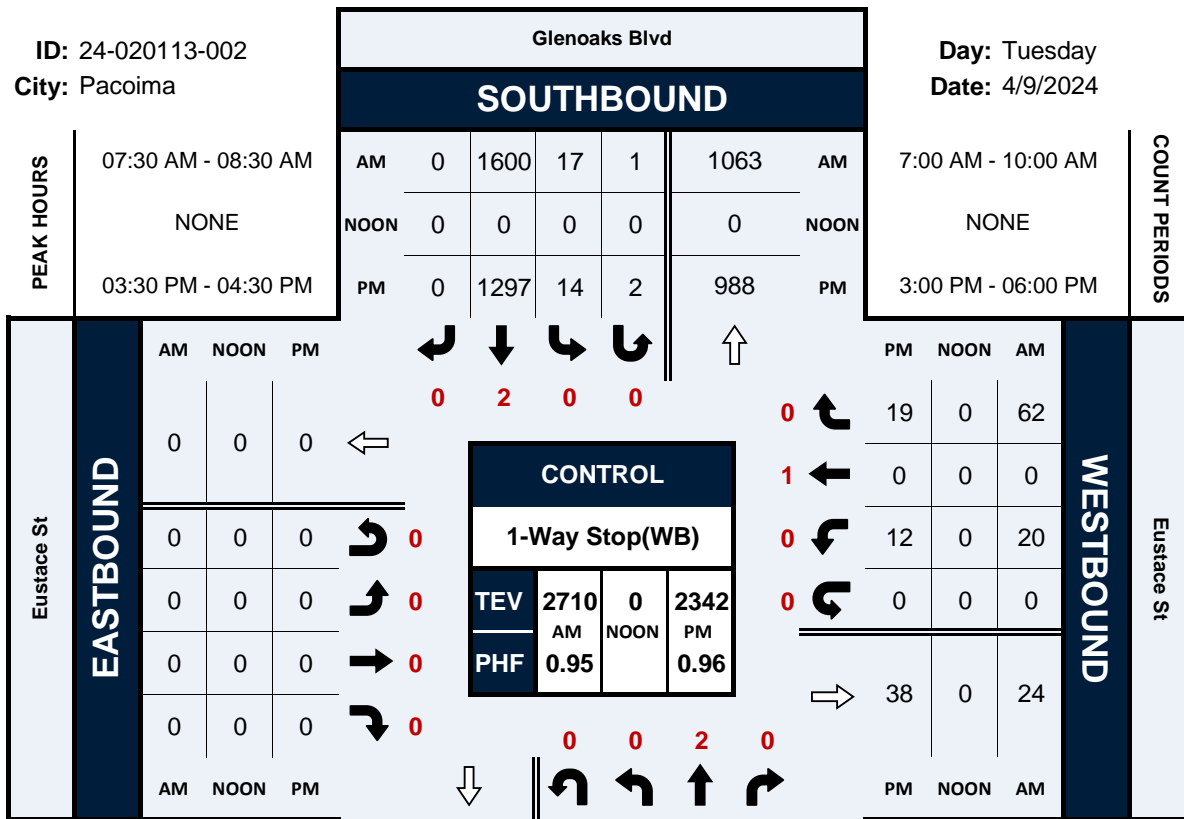 Glenoaks Blvd
ID: 24-020113-002
Day: Tuesday
City: Pacoima
Date: 4/9/2024
SOUTHBOUND
PEAK HOURS
07:30 AM - 08:30 AM
AM 0 1600 17 1 1063 AM
7:00 AM - 10:00 AM
COUNT PERIODS
NONE
NOON 0 0 0 0 0 NOON
NONE
03:30 PM - 04:30 PM
PM 0 1297 14 2 988 PM
3:00 PM - 06:00 PM
AM NOON PM
PM NOON AM
0 2 0 0
0 19 0 62
0 0 0
1 0 0 0
0 0 0 0
0 12 0 20
0 0 0 0
0 0 0 0
0 0 0 0
38 0 24
0 0 0 0
Eustace St
EASTBOUND
CONTROL
1-Way Stop(WB)
TEV 2710 0 2342
AM NOON PM
PHF 0.95 0.96
WESTBOUND
Eustace St
0 0 2 0
AM NOON PM
PM NOON AM